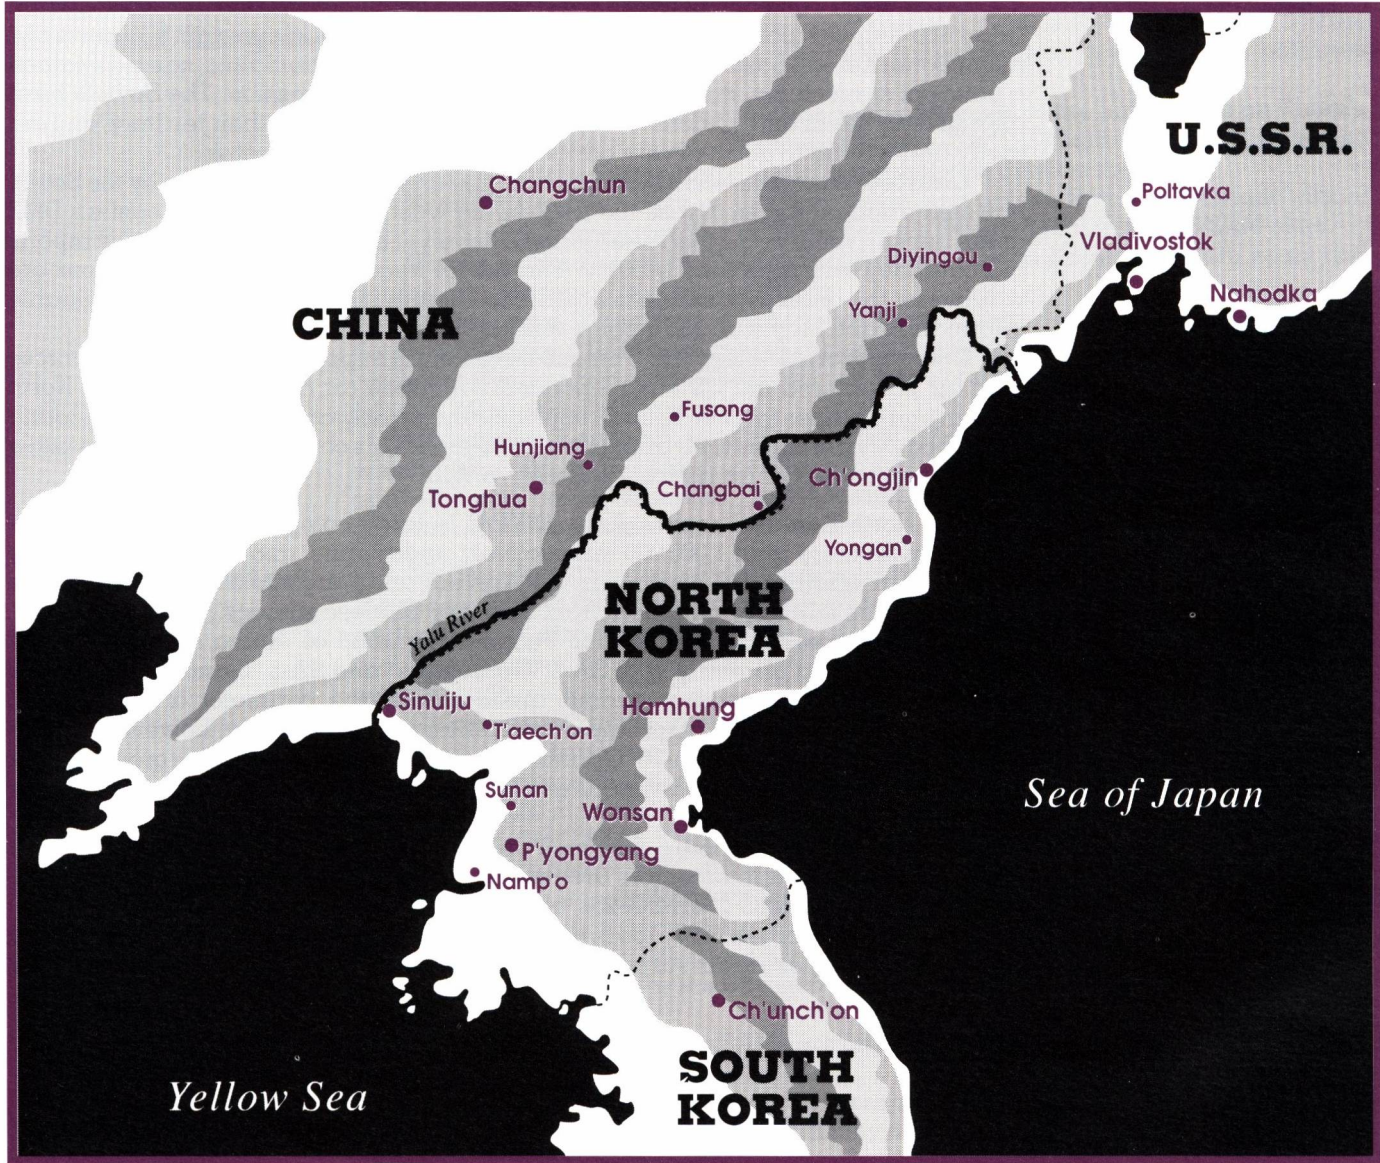 U.S.S.R.
Changchun
Poltavka
Vladivostok
Diyingou
Nahodka
Yanji
CHINA
Fusong
Hunjiang
Ch'ongjin
Tonghua
Changbai
Yongan
NORTH
KOREA
Yalu River
Sinuiju
Hamhung
T'aech'on
Sunan
Sea of Japan
Wonsan
P'yongyang
Namp'o
Ch'unch'on
SOUTH
KOREA
Yellow Sea